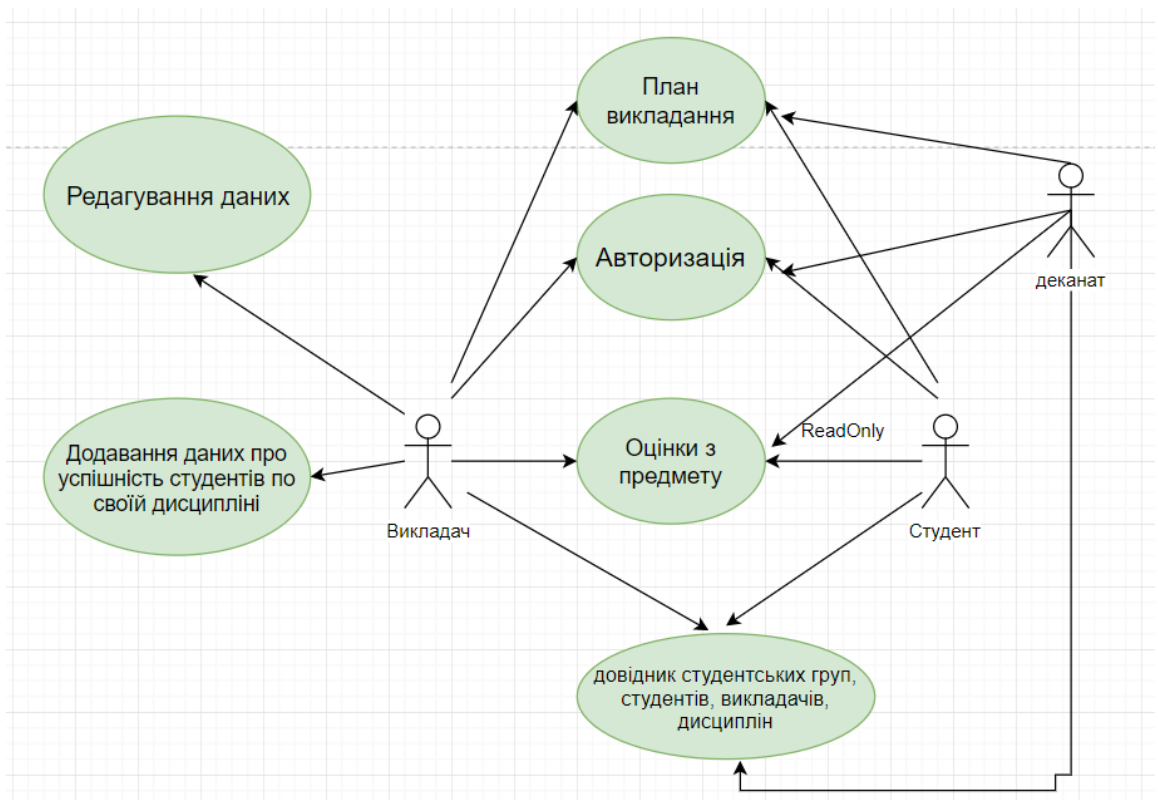 План
викладання
Редагування даних
Авторизація
деканат
ReadOnly
Оцінки з
предмету
Додавання даних про
успішність студентів по
своїй дисципліні
Викладач
Студент
довідник студентських груп,
студентів, викладачів,
дисциплін